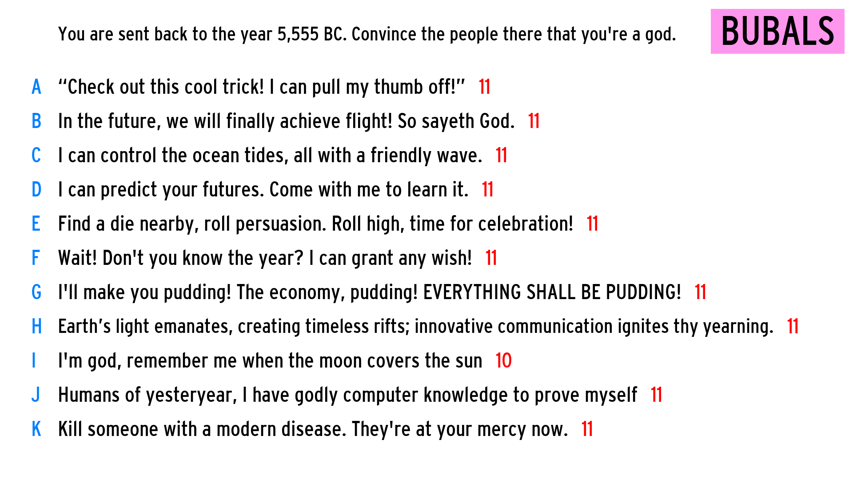 You are sent back to the year 5,555 BC. Convince the people there that you're a god.
BUBALS
A “Check out this cool trick! I can pull my thumb off!” 11
B In the future, we will finally achieve flight! So sayeth God. 11
C I can control the ocean tides, all with a friendly wave. 11
D I can predict your futures. Come with me to learn it. 11
E Find a die nearby, roll persuasion. Roll high, time for celebration! 11
F Wait! Don't you know the year? I can grant any wish! 11
G I'll make you pudding! The economy, pudding! EVERYTHING SHALL BE PUDDING! 11
H Earth’s light emanates, creating timeless rifts; innovative communication ignites thy yearning. 11
I I'm god, remember me when the moon covers the sun 10
J Humans of yesteryear, I have godly computer knowledge to prove myself 11
K Kill someone with a modern disease. They're at your mercy now. 11